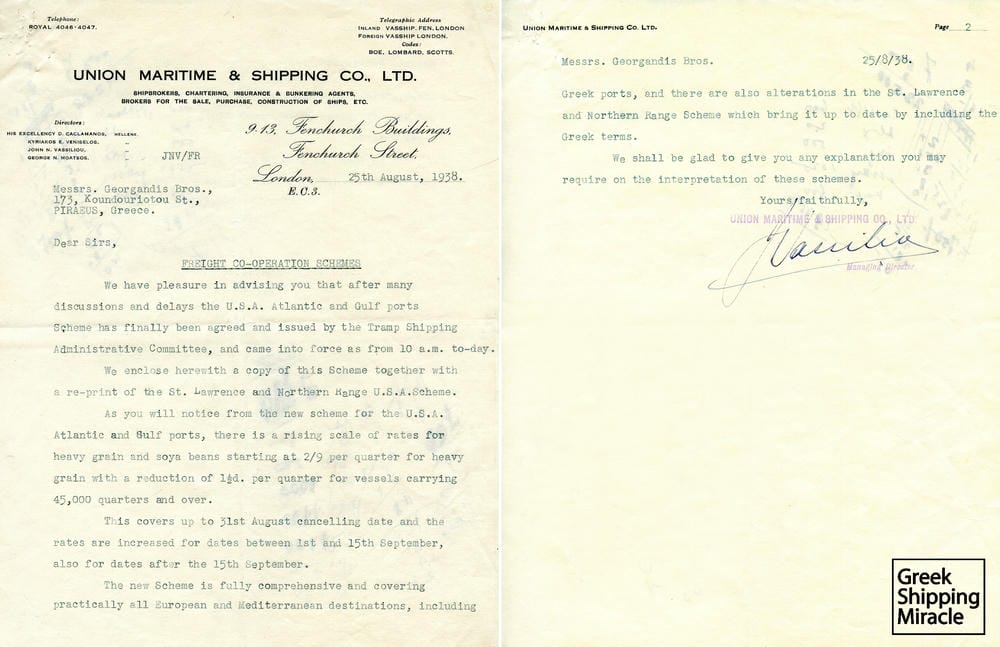 Telephone:
ROYAL 4046-4047.
Telegraphic Address
INLAND VASSHIP. FEN, LONDON
FOREIGN VASSHIP LONDON.
Codes:
BOE, LOMBARD, SCOTTS.
UNION MARITIME & SHIPPING CO., LTD.
SHIPBROKERS, CHARTERING, INSURANCE & BUNKERING AGENTS,
BROKERS FOR THE SALE, PURCHASE, CONSTRUCTION OF SHIPS, ETC.
Directors:
HIS EXCELLENCY D. CACLAMANOS, HELLENE.
KYRIAKOS E. VENISELOS,
JOHN N. VASSILIOU,
GEORGE N. MOATSOS.
JNV/FR
9-13, Fenchurch Buildings,
Fenchurch Street,
London, 25th August, 1938.
E.C.3.
Messrs. Georgandis Bros.,
173, Koundouriotou St.,
PIRAEUS, Greece.
Dear Sirs,
FREIGHT CO-OPERATION SCHEMES
We have pleasure in advising you that after many
discussions and delays the U.S.A. Atlantic and Gulf ports
Scheme has finally been agreed and issued by the Tramp Shipping
Administrative Committee, and came into force as from 10 a.m. to-day.
We enclose herewith a copy of this Scheme together with
a re-print of the St. Lawrence and Northern Range U.S.A.Scheme.
As you will notice from the new scheme for the U.S.A.
Atlantic and Gulf ports, there is a rising scale of rates for
heavy grain and soya beans starting at 2/9 per quarter for heavy
grain with a reduction of 1½d. per quarter for vessels carrying
45,000 quarters and over.
This covers up to 31st August cancelling date and the
rates are increased for dates between 1st and 15th September,
also for dates after the 15th September.
The new Scheme is fully comprehensive and covering
practically all European and Mediterranean destinations, including
UNION MARITIME & SHIPPING CO. LTD.
Page 2
Messrs. Georgandis Bros. 25/8/38.
Greek ports, and there are also alterations in the St. Lawrence
and Northern Range Scheme which bring it up to date by including the
Greek terms.
We shall be glad to give you any explanation you may
require on the interpretation of these schemes.
Yours faithfully,
UNION MARITIME & SHIPPING CO., LTD.
Managing Director
Greek
Shipping
Miracle